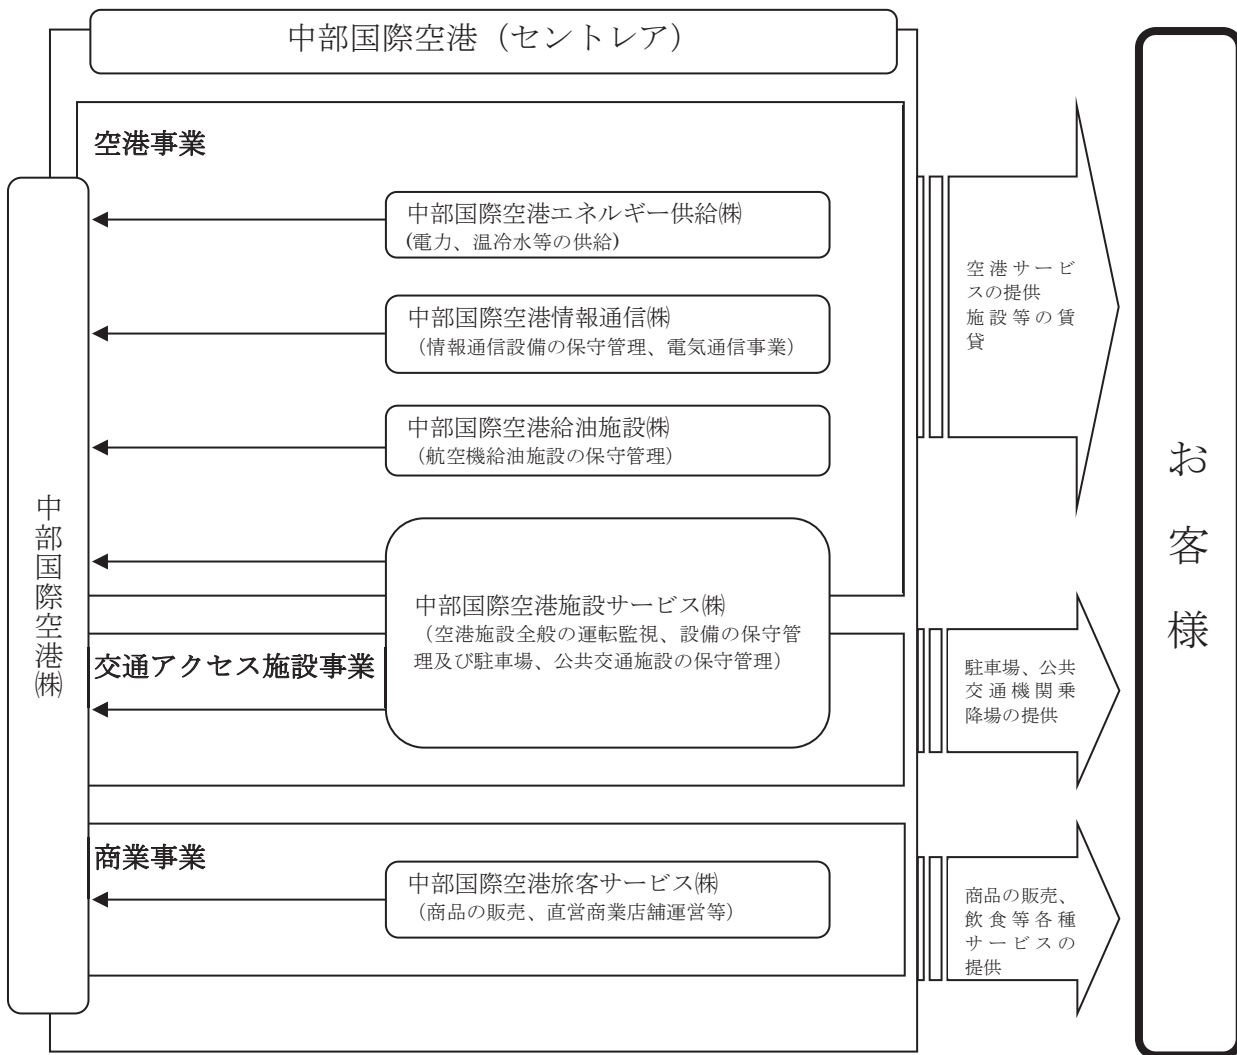 中部国際空港（セントレア）
空港事業
中部国際空港エネルギー供給㈱
(電力、温冷水等の供給)
中部国際空港情報通信㈱
（情報通信設備の保守管理、電気通信事業）
中部国際空港給油施設㈱
（航空機給油施設の保守管理）
中部国際空港施設サービス㈱
（空港施設全般の運転監視、設備の保守管
理及び駐車場、公共交通施設の保守管理）
交通アクセス施設事業
商業事業
中部国際空港旅客サービス㈱
（商品の販売、直営商業店舗運営等）
中部国際空港㈱
空港サービ
スの提供
施設等の賃
貸
駐車場、公共
交通機関乗
降場の提供
商品の販売、
飲食等各種
サービスの
提供
お客様